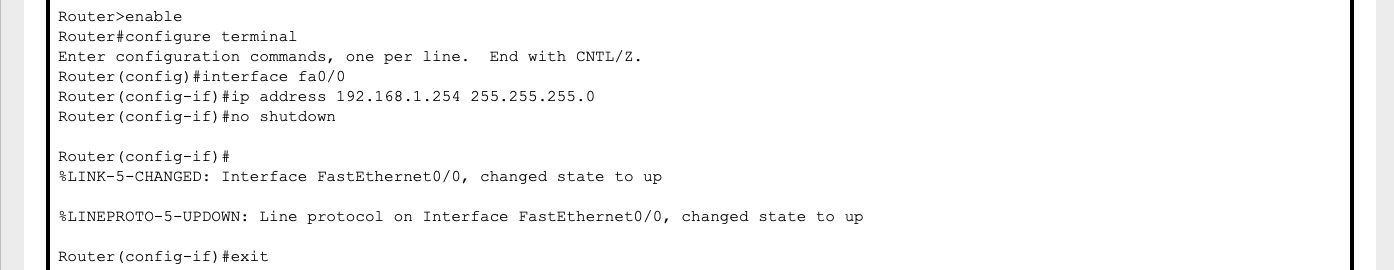 Router>enable
Router#configure terminal
Enter configuration commands, one per line.  End with CNTL/Z.
Router(config)#interface fa0/0
Router(config-if)#ip address 192.168.1.254 255.255.255.0
Router(config-if)#no shutdown
Router(config-if)#
%LINK-5-CHANGED: Interface FastEthernet0/0, changed state to up
%LINEPROTO-5-UPDOWN: Line protocol on Interface FastEthernet0/0, changed state to up
Router(config-if)#exit